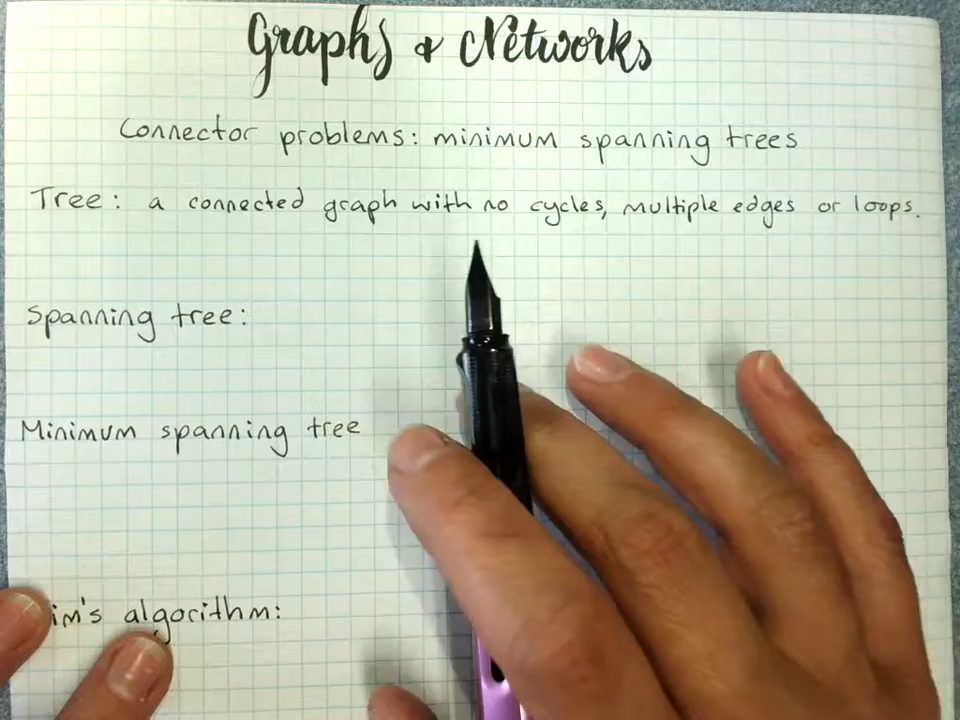 Graphs & Networks
Connector problems: minimum spanning trees
Tree: a connected graph with no cycles, multiple edges or loops.
Spanning tree:
Minimum spanning tree
im's algorithm: